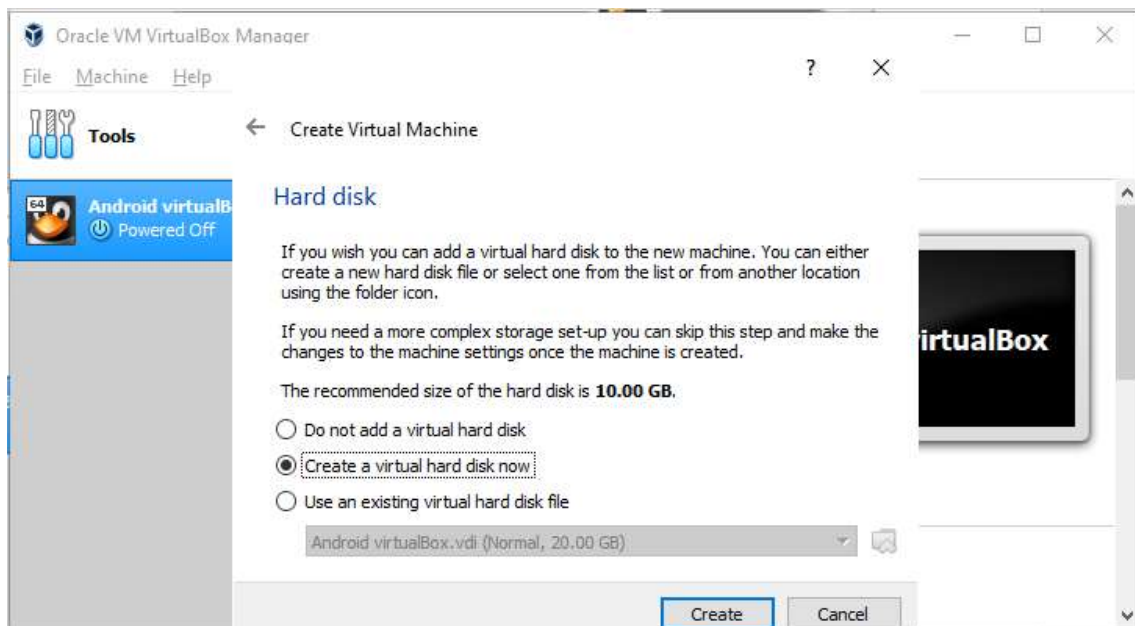 Oracle VM VirtualBox Manager
File Machine Help
?
Tools
Create Virtual Machine
64
Android virtualB
Powered Off
Hard disk
If you wish you can add a virtual hard disk to the new machine. You can either
create a new hard disk file or select one from the list or from another location
using the folder icon.
If you need a more complex storage set-up you can skip this step and make the
changes to the machine settings once the machine is created.
The recommended size of the hard disk is 10.00 GB.
Do not add a virtual hard disk
Create a virtual hard disk now
Use an existing virtual hard disk file
Android virtualBox.vdi (Normal, 20.00 GB)
Create Cancel
irtualBox